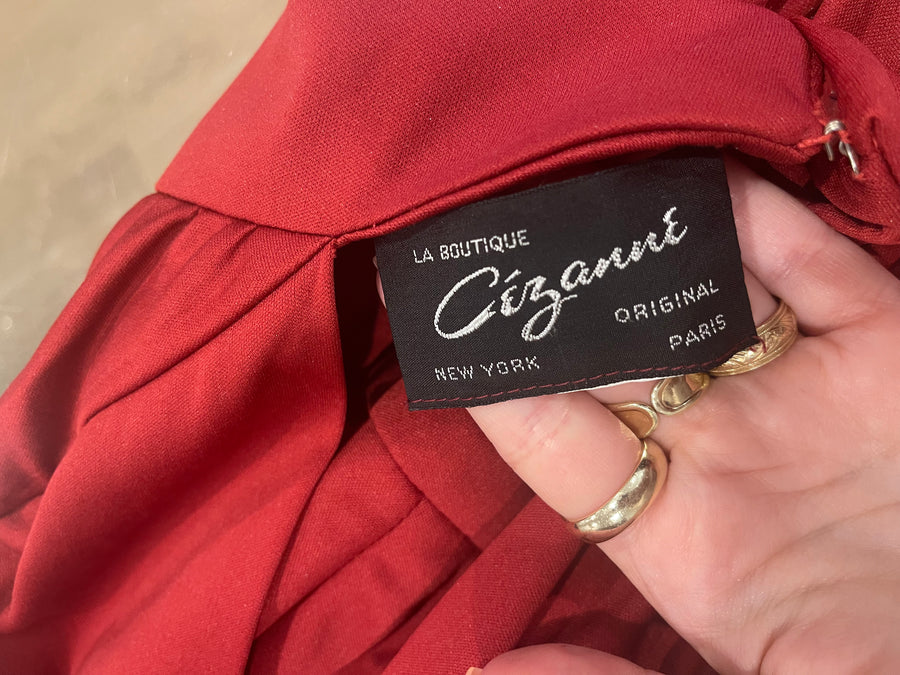 LA BOUTIQUE
Cézanne
ORIGINAL
NEW YORK
PARIS